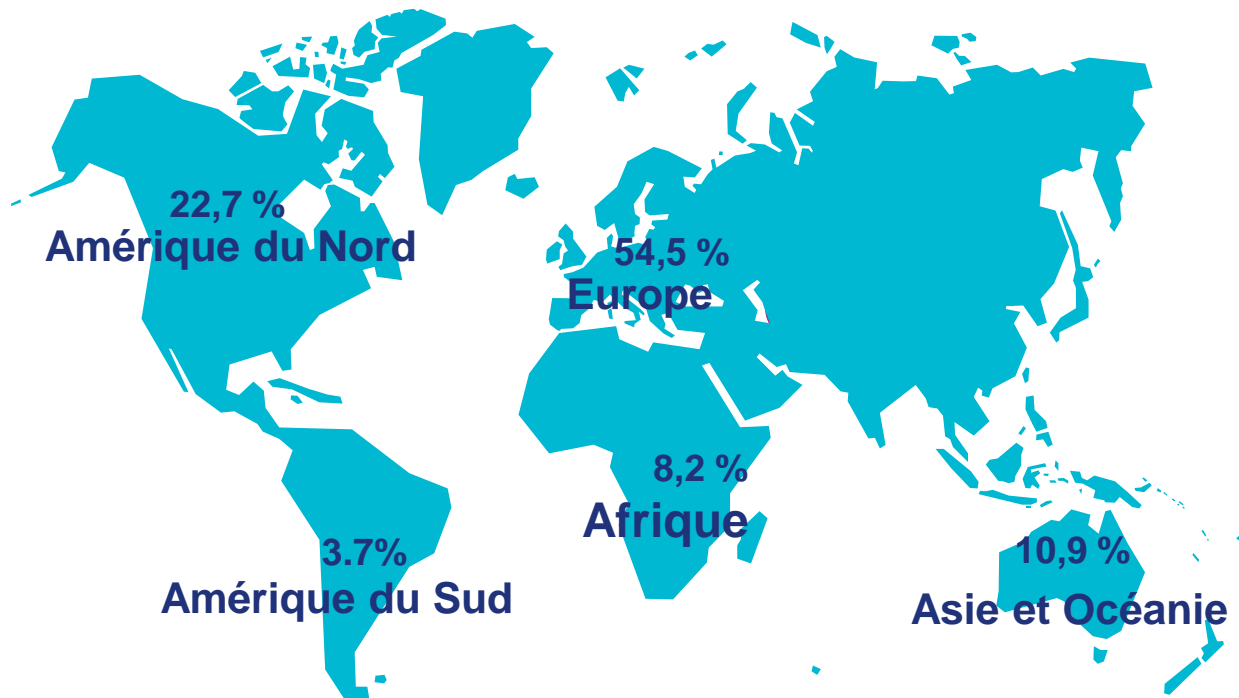 22,7 %
Amérique du Nord
54,5 %
Europe
8,2 %
Afrique
3.7%
Amérique du Sud
10,9 %
Asie et Océanie